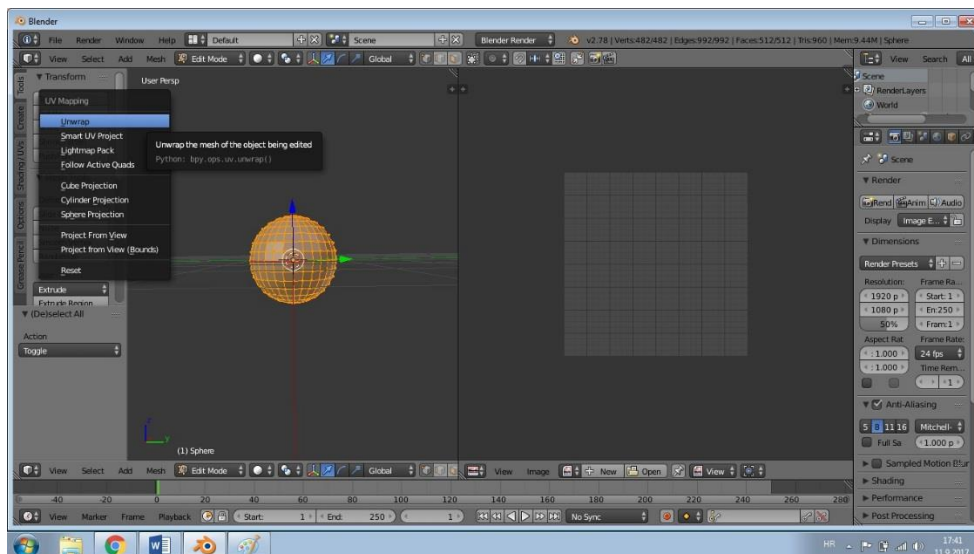 Blender
File Render Window Help Default Scene Blender Render v2.78 | Verts:482/482 | Edges:992/992 | Faces:512/512 | Tris:960 | Mem:9.44M | Sphere
View Select Add Mesh Edit Mode Global
View Search All
Tools
Create
Shading / UVs
Options
Grease Pencil
Transform
UV Mapping
Unwrap
Smart UV Project
Lightmap Pack
Follow Active Quads
Cube Projection
Cylinder Projection
Sphere Projection
Project From View
Project from View (Bounds)
Reset
Unwrap the mesh of the object being edited
Python: bpy.ops.uv.unwrap()
Extrude
Extrude Region
(De)select All
Action
Toggle
User Persp
z
y
(1) Sphere
Scene
RenderLayers
World
Scene
Render
Rend Anim Audio
Display Image E...
Dimensions
Render Presets
Resolution: Frame Ra...
1920 p Start: 1
1080 p En:250
50% Fram:1
Aspect Rat Frame Rate:
: 1.000 24 fps
: 1.000 Time Rem...
1
Anti-Aliasing
5 8 11 16 Mitchell-
Full Sa 1.000 p
Sampled Motion Blur
Shading
Performance
Post Processing
View Select Add Mesh Edit Mode Global
View Image New Open View
-40 -20 0 20 40 60 80 100 120 140 160 180 200 220 240 260 280
View Marker Frame Playback Start: 1 End: 250 1 No Sync
HR 17:41
11.9.2017